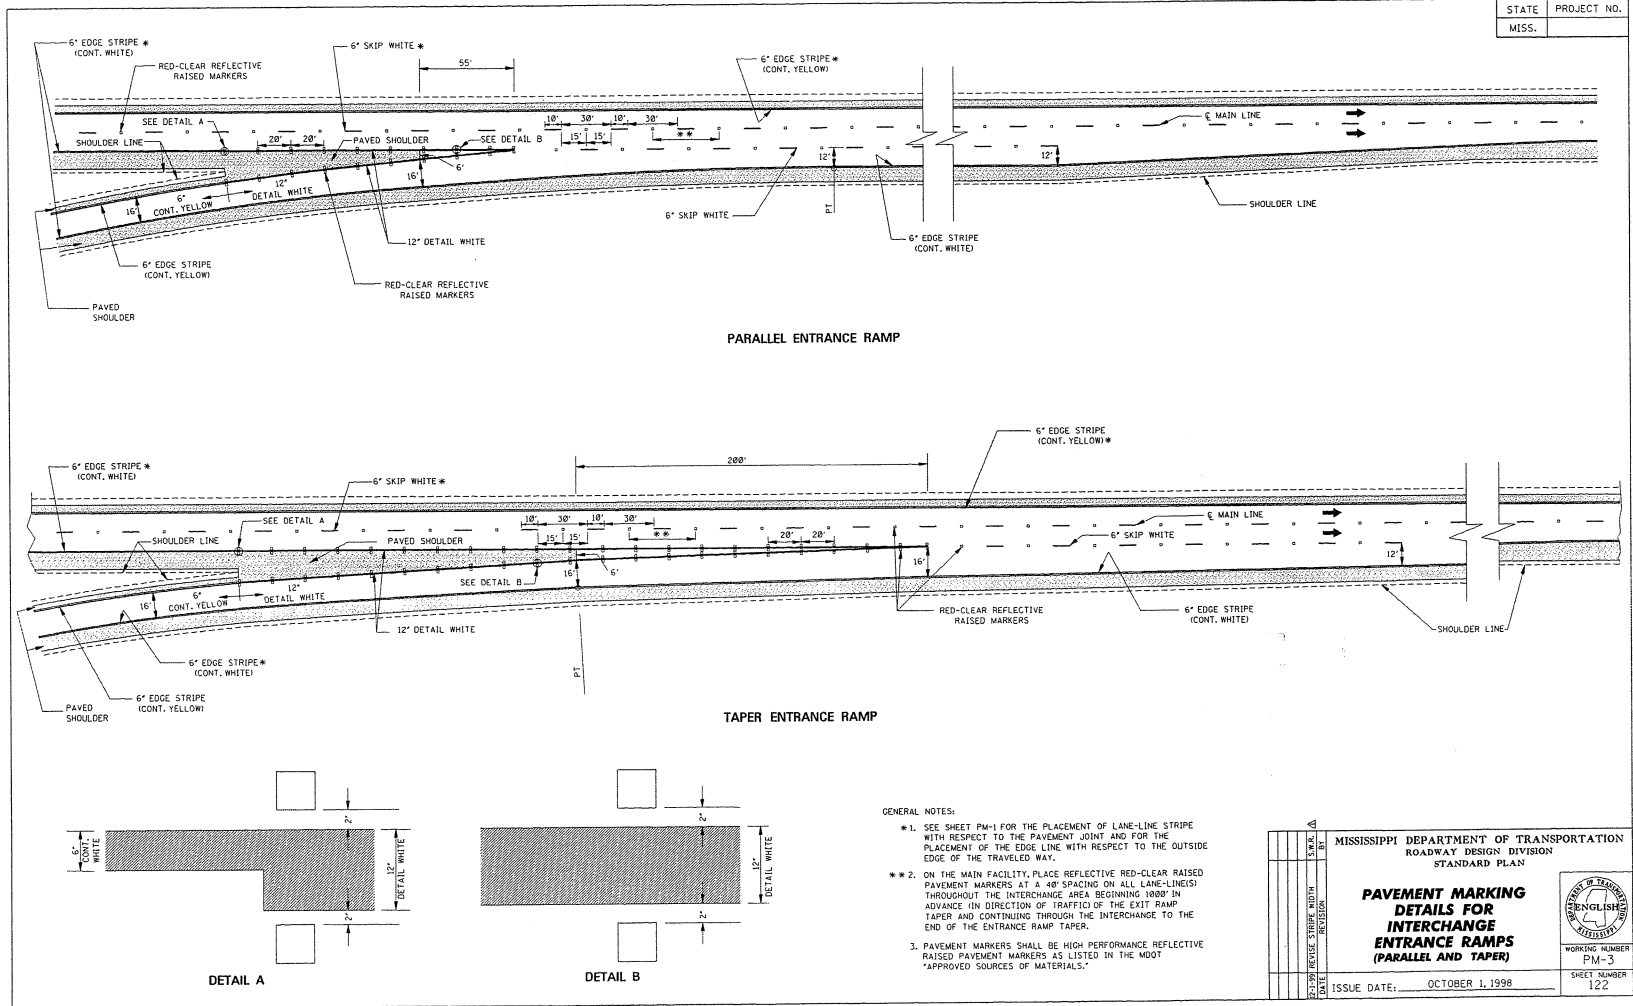 STATE PROJECT NO.
MISS.
6" EDGE STRIPE *
(CONT. WHITE)
6" SKIP WHITE *
RED-CLEAR REFLECTIVE
RAISED MARKERS
55'
6" EDGE STRIPE *
(CONT. YELLOW)
SEE DETAIL A
SHOULDER LINE
20' 20'
PAVED SHOULDER
SEE DETAIL B
10' 30' 10' 30'
15' 15'
**
℄ MAIN LINE
12'
12'
6'
16'
12"
DETAIL WHITE
6"
CONT. YELLOW
16'
6" SKIP WHITE
PT
SHOULDER LINE
12" DETAIL WHITE
6" EDGE STRIPE
(CONT. WHITE)
6" EDGE STRIPE
(CONT. YELLOW)
RED-CLEAR REFLECTIVE
RAISED MARKERS
PAVED
SHOULDER
PARALLEL ENTRANCE RAMP
6" EDGE STRIPE
(CONT. YELLOW) *
200'
6" EDGE STRIPE *
(CONT. WHITE)
6" SKIP WHITE *
SEE DETAIL A
10' 30' 10' 30'
15' 15'
**
℄ MAIN LINE
SHOULDER LINE
PAVED SHOULDER
20' 20'
6" SKIP WHITE
12'
16'
16'
6'
SEE DETAIL B
12"
DETAIL WHITE
6"
CONT. YELLOW
16'
12" DETAIL WHITE
RED-CLEAR REFLECTIVE
RAISED MARKERS
6" EDGE STRIPE
(CONT. WHITE)
SHOULDER LINE
6" EDGE STRIPE *
(CONT. WHITE)
PT
6" EDGE STRIPE
(CONT. YELLOW)
PAVED
SHOULDER
TAPER ENTRANCE RAMP
2"
6"
CONT.
WHITE
12"
DETAIL WHITE
2"
DETAIL A
2"
12"
DETAIL WHITE
2"
DETAIL B
GENERAL NOTES:
* 1. SEE SHEET PM-1 FOR THE PLACEMENT OF LANE-LINE STRIPE
WITH RESPECT TO THE PAVEMENT JOINT AND FOR THE
PLACEMENT OF THE EDGE LINE WITH RESPECT TO THE OUTSIDE
EDGE OF THE TRAVELED WAY.
* * 2. ON THE MAIN FACILITY, PLACE REFLECTIVE RED-CLEAR RAISED
PAVEMENT MARKERS AT A 40' SPACING ON ALL LANE-LINE(S)
THROUGHOUT THE INTERCHANGE AREA BEGINNING 1000' IN
ADVANCE (IN DIRECTION OF TRAFFIC) OF THE EXIT RAMP
TAPER AND CONTINUING THROUGH THE INTERCHANGE TO THE
END OF THE ENTRANCE RAMP TAPER.
3. PAVEMENT MARKERS SHALL BE HIGH PERFORMANCE REFLECTIVE
RAISED PAVEMENT MARKERS AS LISTED IN THE MDOT
"APPROVED SOURCES OF MATERIALS."
S.W.R.
BY
REVISE STRIPE WIDTH
REVISION
12-1-99
DATE
MISSISSIPPI DEPARTMENT OF TRANSPORTATION
ROADWAY DESIGN DIVISION
STANDARD PLAN
PAVEMENT MARKING
DETAILS FOR
INTERCHANGE
ENTRANCE RAMPS
(PARALLEL AND TAPER)
DEPARTMENT OF TRANSPORTATION
ENGLISH
MISSISSIPPI
WORKING NUMBER
PM-3
SHEET NUMBER
122
ISSUE DATE: OCTOBER 1, 1998